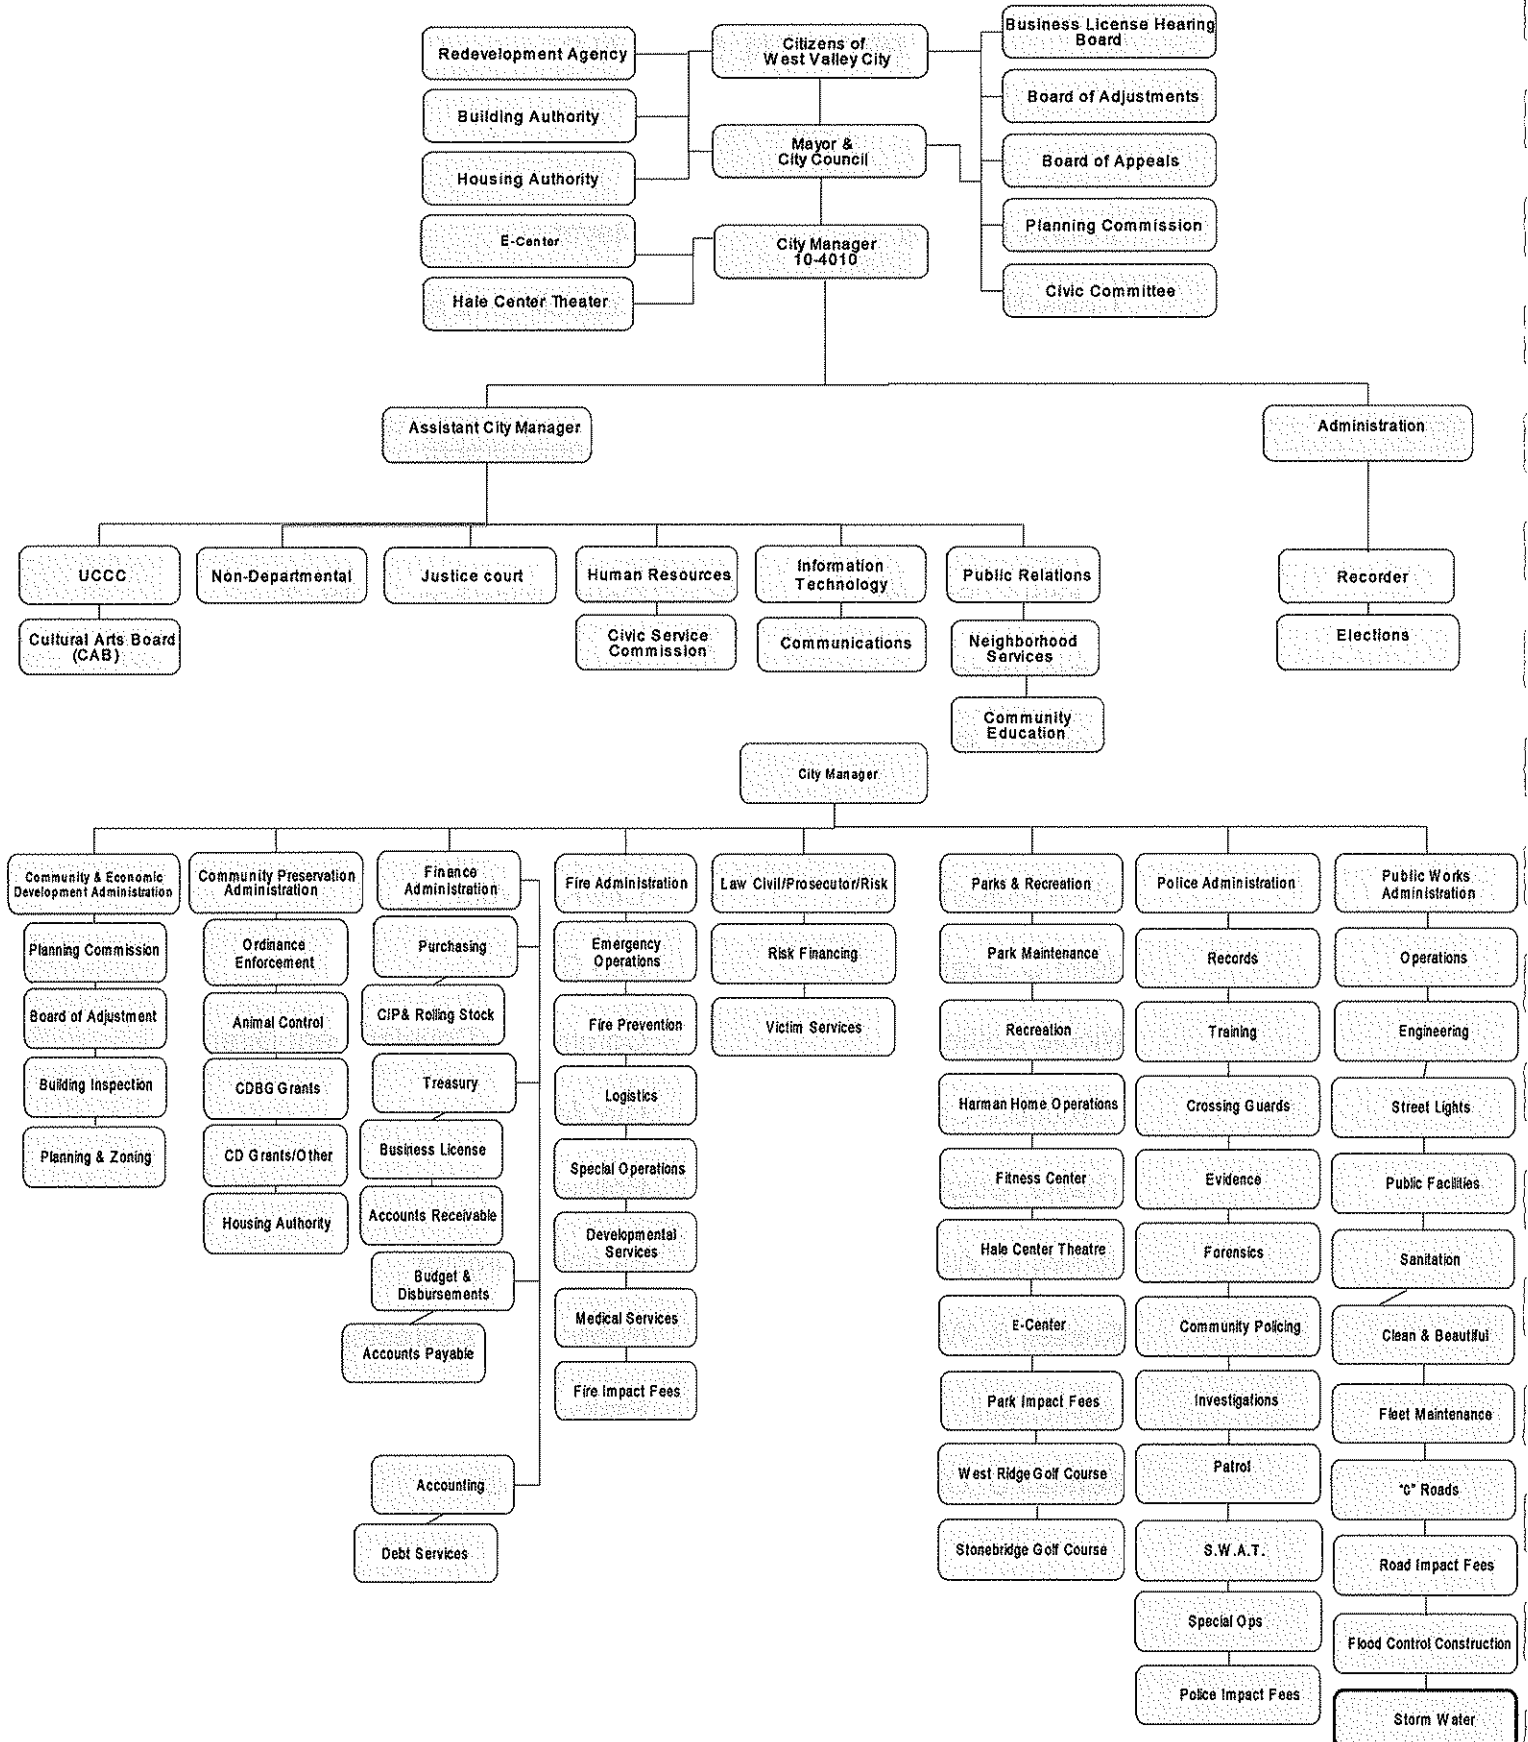 Redevelopment Agency
Building Authority
Housing Authority
E-Center
Hale Center Theater
Citizens of
West Valley City
Mayor &
City Council
City Manager
10-4010
Business License Hearing
Board
Board of Adjustments
Board of Appeals
Planning Commission
Civic Committee
Assistant City Manager
Administration
UCCC
Cultural Arts Board
(CAB)
Non-Departmental
Justice court
Human Resources
Civic Service
Commission
Information
Technology
Communications
Public Relations
Neighborhood
Services
Community
Education
Recorder
Elections
City Manager
Community & Economic
Development Administration
Planning Commission
Board of Adjustment
Building Inspection
Planning & Zoning
Community Preservation
Administration
Ordinance
Enforcement
Animal Control
CDBG Grants
CD Grants/Other
Housing Authority
Finance
Administration
Purchasing
CIP& Rolling Stock
Treasury
Business License
Accounts Receivable
Budget &
Disbursements
Accounts Payable
Accounting
Debt Services
Fire Administration
Emergency
Operations
Fire Prevention
Logistics
Special Operations
Developmental
Services
Medical Services
Fire Impact Fees
Law Civil/Prosecutor/Risk
Risk Financing
Victim Services
Parks & Recreation
Park Maintenance
Recreation
Harman Home Operations
Fitness Center
Hale Center Theatre
E-Center
Park Impact Fees
West Ridge Golf Course
Stonebridge Golf Course
Police Administration
Records
Training
Crossing Guards
Evidence
Forensics
Community Policing
Investigations
Patrol
S.W.A.T.
Special Ops
Police Impact Fees
Public Works
Administration
Operations
Engineering
Street Lights
Public Facilities
Sanitation
Clean & Beautiful
Fleet Maintenance
"C" Roads
Road Impact Fees
Flood Control Construction
Storm Water